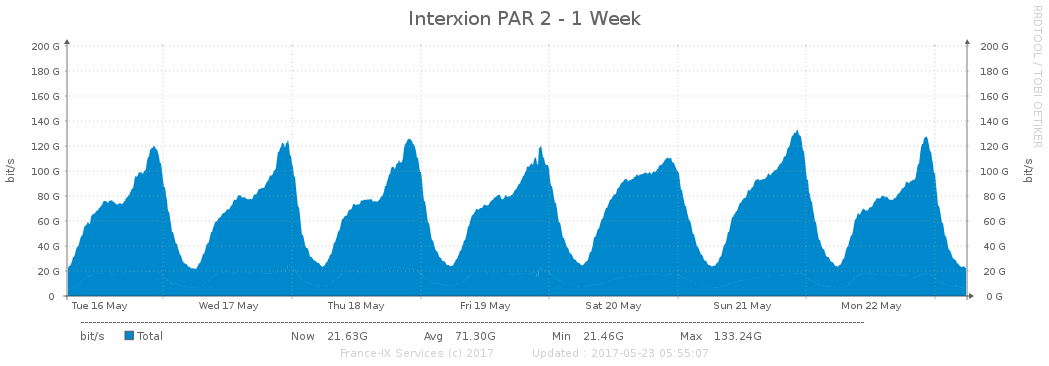 Interxion PAR 2 - 1 Week
RRDTOOL / TOBI OETIKER
200 G 200 G
180 G 180 G
160 G 160 G
140 G 140 G
120 G 120 G
100 G 100 G
80 G 80 G
60 G 60 G
40 G 40 G
20 G 20 G
0 0 G
bit/s bit/s
Tue 16 May Wed 17 May Thu 18 May Fri 19 May Sat 20 May Sun 21 May Mon 22 May
bit/s Total Now 21.63G Avg 71.30G Min 21.46G Max 133.24G
France-IX Services (c) 2017 Updated : 2017-05-23 05:55:07